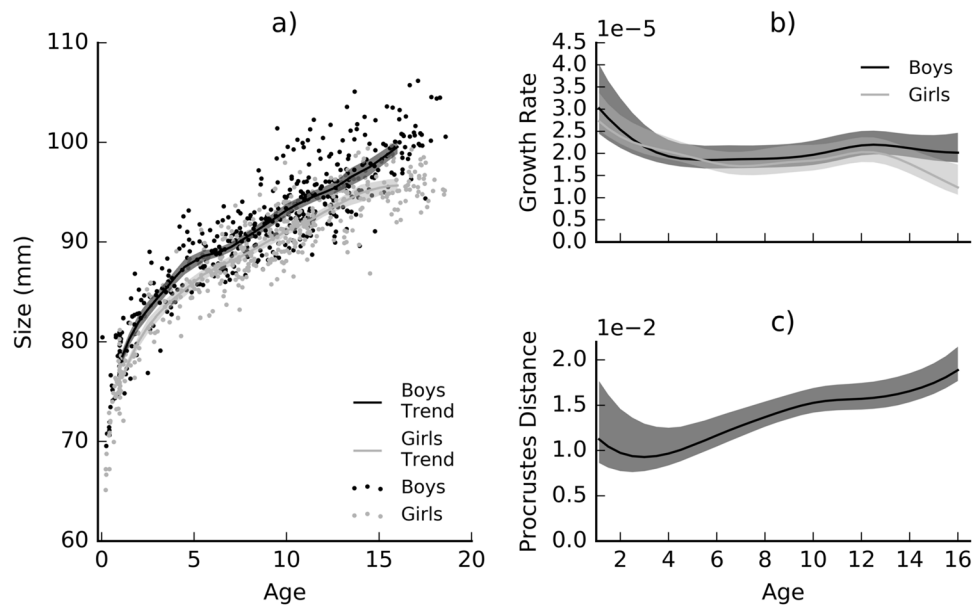 a)
110
100
90
80
70
60
Size (mm)
0
5
10
15
20
Age
Boys
Trend
Girls
Trend
Boys
Girls
b)
1e−5
4.5
4.0
3.5
3.0
2.5
2.0
1.5
1.0
0.5
0.0
Growth Rate
Boys
Girls
c)
1e−2
2.0
1.5
1.0
0.5
0.0
Procrustes Distance
2
4
6
8
10
12
14
16
Age